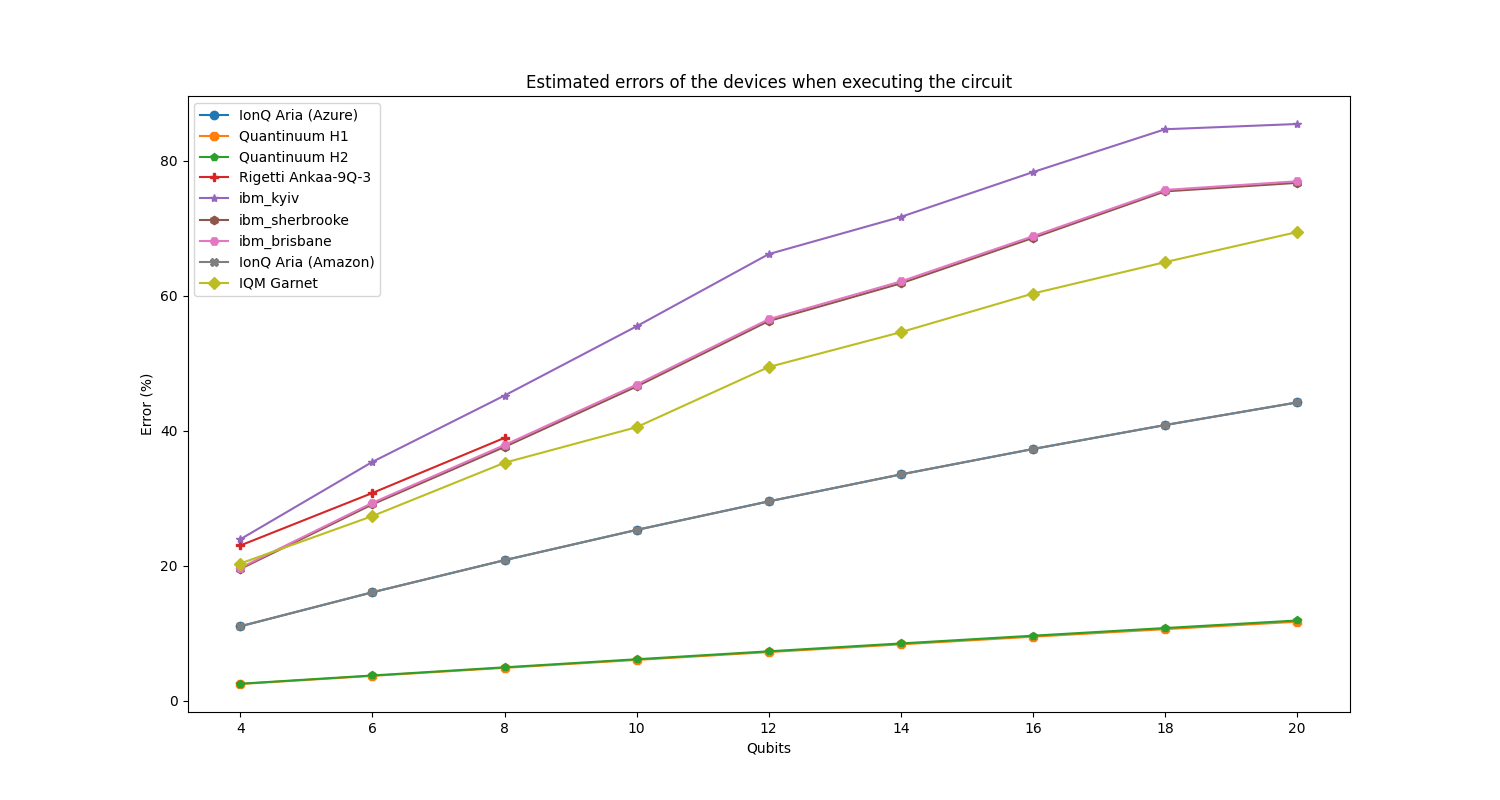 Estimated errors of the devices when executing the circuit
IonQ Aria (Azure)
Quantinuum H1
Quantinuum H2
Rigetti Ankaa-9Q-3
ibm_kyiv
ibm_sherbrooke
ibm_brisbane
IonQ Aria (Amazon)
IQM Garnet
80
60
40
20
0
Error (%)
4 6 8 10 12 14 16 18 20
Qubits